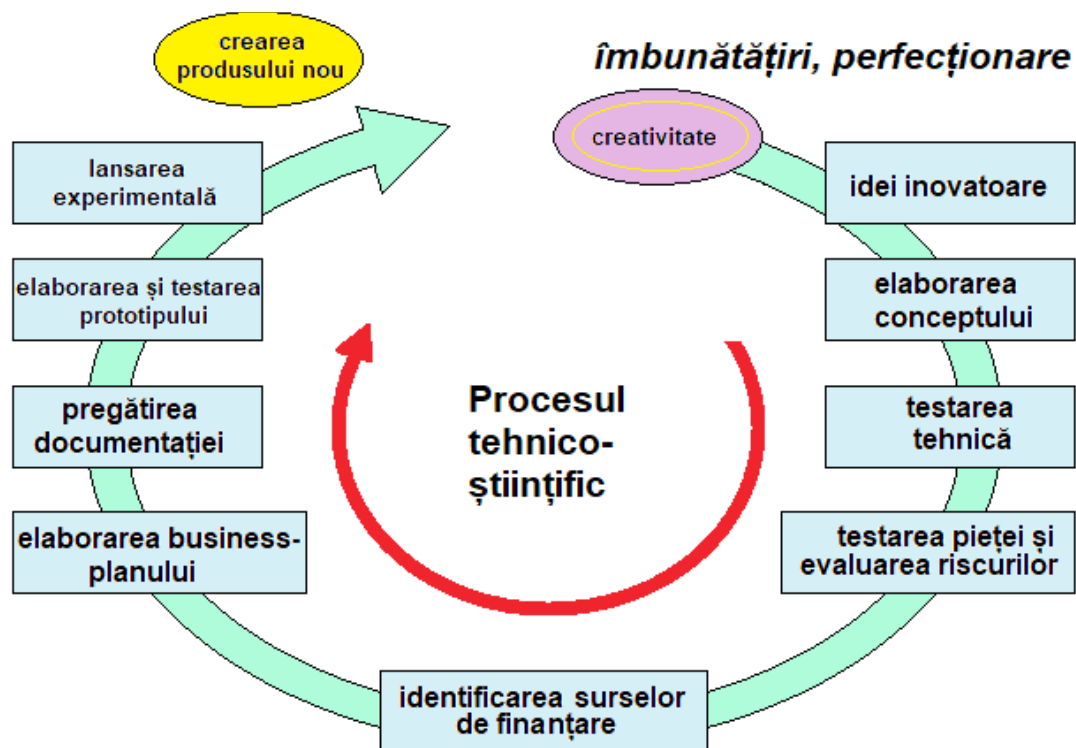 crearea
produsului nou
îmbunătățiri, perfecționare
creativitate
idei inovatoare
elaborarea
conceptului
testarea
tehnică
testarea pieței și
evaluarea riscurilor
identificarea surselor
de finanțare
elaborarea business-
planului
pregătirea
documentației
elaborarea și testarea
prototipului
lansarea
experimentală
Procesul
tehnico-
științific